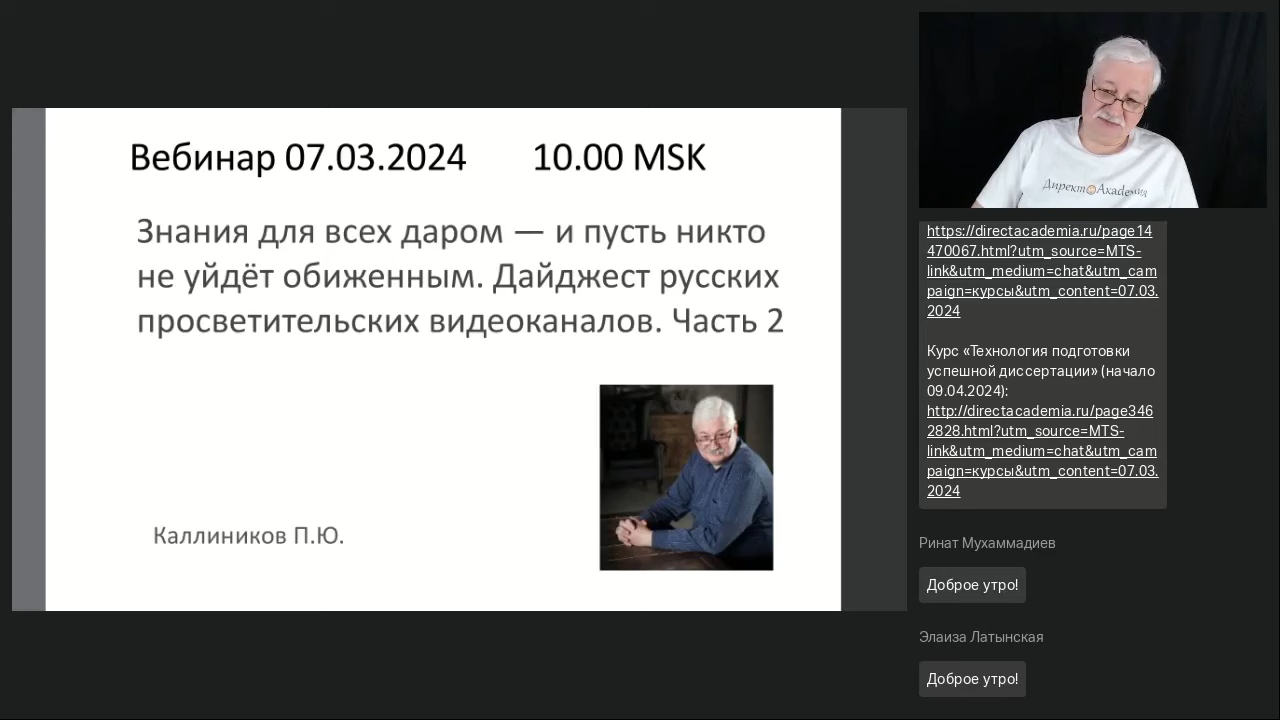 Вебинар 07.03.2024 10.00 MSK
Знания для всех даром — и пусть никто
не уйдёт обиженным. Дайджест русских
просветительских видеоканалов. Часть 2
Каллиников П.Ю.
Директ Academia
https://directacademia.ru/page14
470067.html?utm_source=MTS-
link&utm_medium=chat&utm_cam
paign=курсы&utm_content=07.03.
2024
Курс «Технология подготовки
успешной диссертации» (начало
09.04.2024):
http://directacademia.ru/page346
2828.html?utm_source=MTS-
link&utm_medium=chat&utm_cam
paign=курсы&utm_content=07.03.
2024
Ринат Мухаммадиев
Доброе утро!
Элаиза Латынская
Доброе утро!